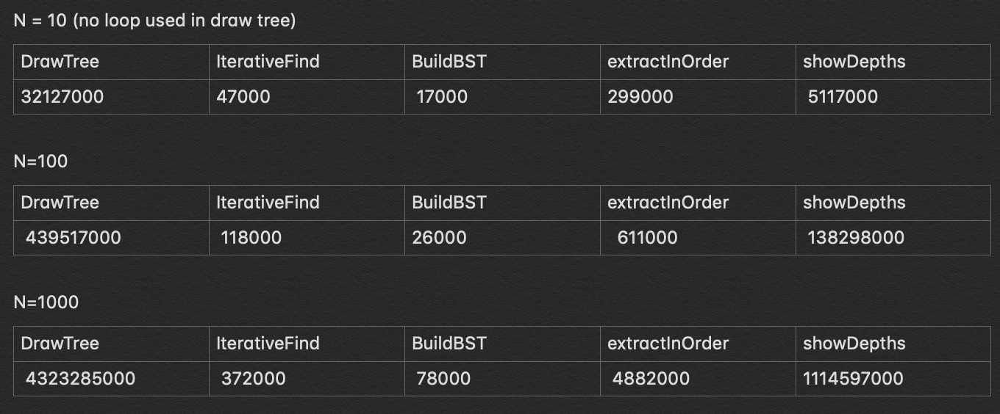 N = 10 (no loop used in draw tree)
DrawTree IterativeFind BuildBST extractInOrder showDepths
32127000 47000 17000 299000 5117000
N=100
DrawTree IterativeFind BuildBST extractInOrder showDepths
439517000 118000 26000 611000 138298000
N=1000
DrawTree IterativeFind BuildBST extractInOrder showDepths
4323285000 372000 78000 4882000 1114597000